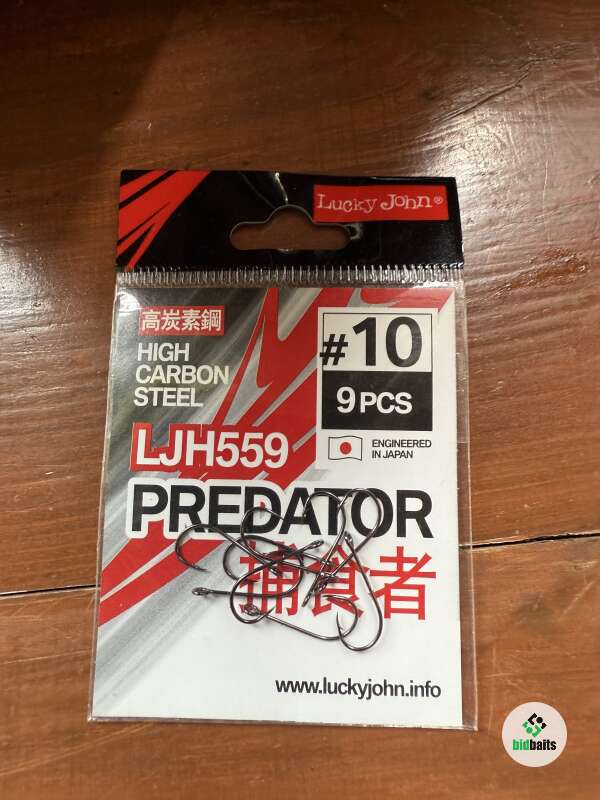 Lucky John®
高炭素鋼
HIGH
CARBON
STEEL
#10
9 PCS
ENGINEERED
IN JAPAN
LJH559
PREDATOR
捕食者
www.luckyjohn.info
bidbaits